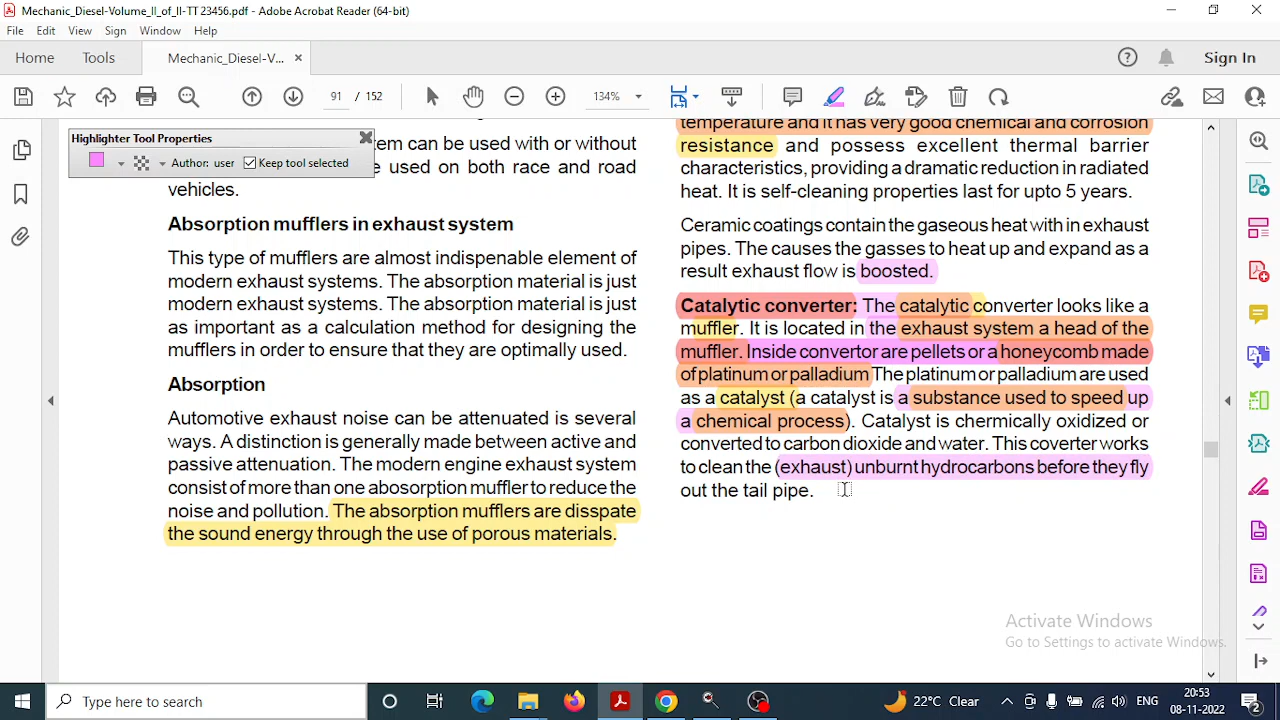 Mechanic_Diesel-Volume_II_of_II-TT 23456.pdf - Adobe Acrobat Reader (64-bit)
File Edit View Sign Window Help
Home Tools Mechanic_Diesel-V... × Sign In
91 / 152 134%
Highlighter Tool Properties
Author: user Keep tool selected
tem can be used with or without
e used on both race and road
vehicles.
Absorption mufflers in exhaust system
This type of mufflers are almost indispenable element of
modern exhaust systems. The absorption material is just
modern exhaust systems. The absorption material is just
as important as a calculation method for designing the
mufflers in order to ensure that they are optimally used.
Absorption
Automotive exhaust noise can be attenuated is several
ways. A distinction is generally made between active and
passive attenuation. The modern engine exhaust system
consist of more than one abosorption muffler to reduce the
noise and pollution. The absorption mufflers are disspate
the sound energy through the use of porous materials.
temperature and it has very good chemical and corrosion
resistance and possess excellent thermal barrier
characteristics, providing a dramatic reduction in radiated
heat. It is self-cleaning properties last for upto 5 years.
Ceramic coatings contain the gaseous heat with in exhaust
pipes. The causes the gasses to heat up and expand as a
result exhaust flow is boosted.
Catalytic converter: The catalytic converter looks like a
muffler. It is located in the exhaust system a head of the
muffler. Inside convertor are pellets or a honeycomb made
of platinum or palladium The platinum or palladium are used
as a catalyst (a catalyst is a substance used to speed up
a chemical process). Catalyst is chemically oxidized or
converted to carbon dioxide and water. This coverter works
to clean the (exhaust) unburnt hydrocarbons before they fly
out the tail pipe.
Activate Windows
Go to Settings to activate Windows.
Type here to search
22°C Clear
ENG
20:53
08-11-2022
2